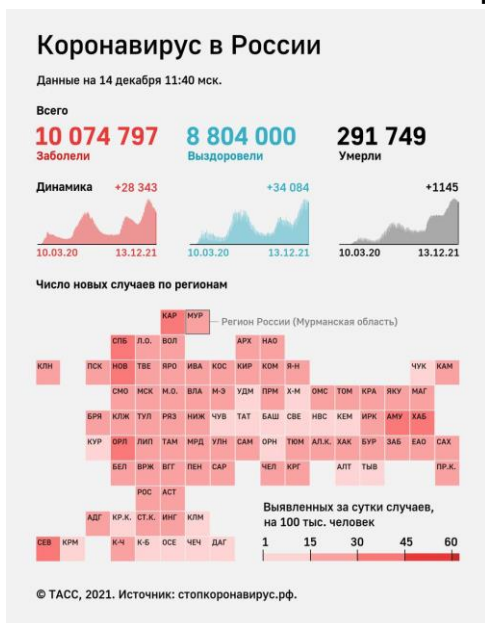 Коронавирус в России
Данные на 14 декабря 11:40 мск.
Всего
10 074 797 8 804 000 291 749
Заболели Выздоровели Умерли
Динамика +28 343 +34 084 +1145
10.03.20 13.12.21 10.03.20 13.12.21 10.03.20 13.12.21
Число новых случаев по регионам
КАР МУР Регион России (Мурманская область)
СПБ Л.О. ВОЛ АРХ НАО
КЛН ПСК НОВ ТВЕ ЯРО ИВА КОС КИР КОМ Я-Н ЧУК КАМ
СМО МСК М.О. ВЛА М-Э УДМ ПРМ Х-М ОМС ТОМ КРА ЯКУ МАГ
БРЯ КЛЖ ТУЛ РЯЗ НИЖ ЧУВ ТАТ БАШ СВЕ НВС КЕМ ИРК АМУ ХАБ
КУР ОРЛ ЛИП ТАМ МРД УЛН САМ ОРН ТЮМ АЛ.К. ХАК БУР ЗАБ ЕАО САХ
БЕЛ ВРЖ ВГГ ПЕН САР ЧЕЛ КРГ АЛТ ТЫВ ПР.К.
РОС АСТ
АДГ КР.К. СТ.К. ИНГ КЛМ
СЕВ КРМ К-Ч К-Б ОСЕ ЧЕЧ ДАГ
Выявленных за сутки случаев,
на 100 тыс. человек
1 15 30 45 60
© ТАСС, 2021. Источник: стопкоронавирус.рф.